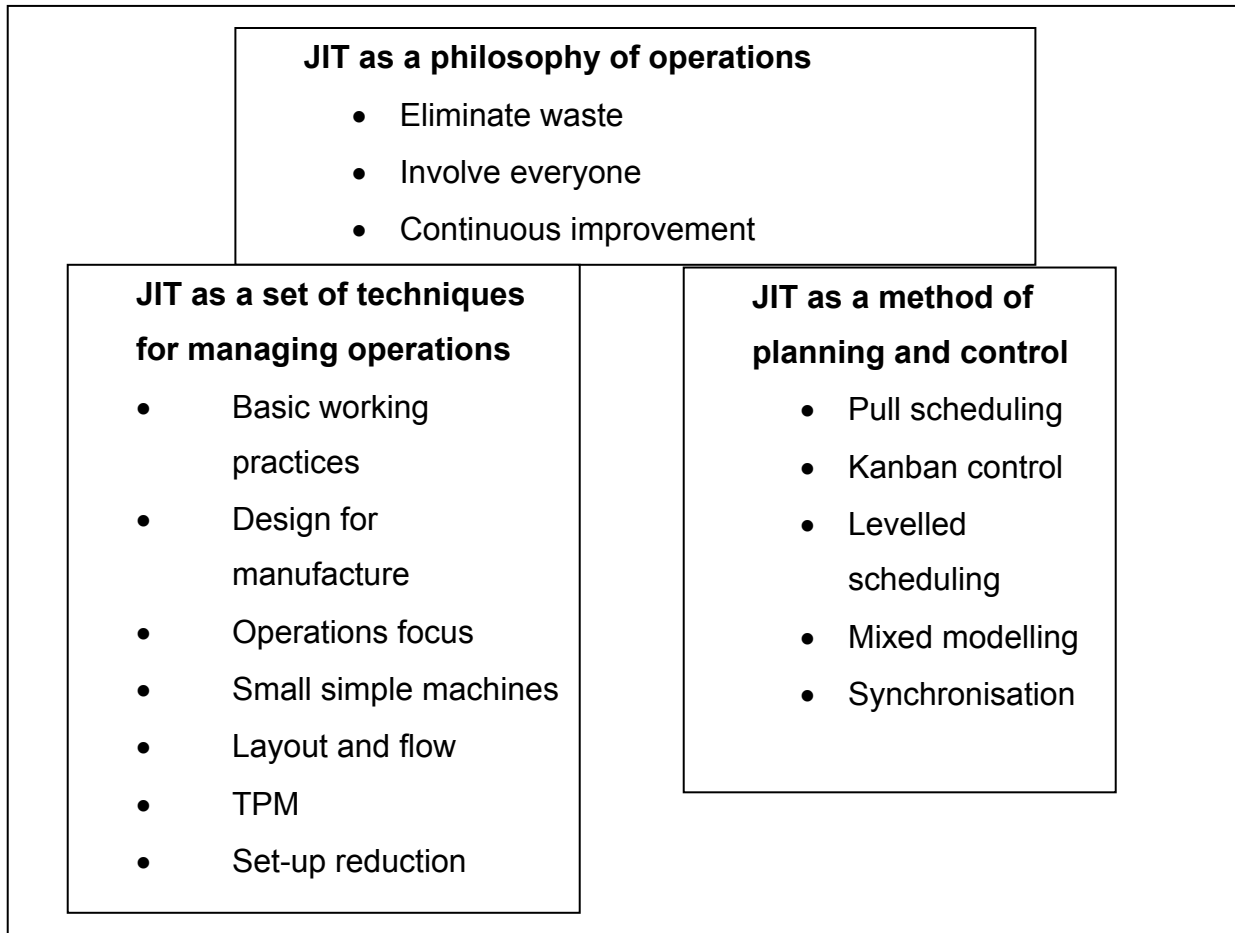 JIT as a philosophy of operations
• Eliminate waste
• Involve everyone
• Continuous improvement
JIT as a set of techniques
for managing operations
• Basic working
practices
• Design for
manufacture
• Operations focus
• Small simple machines
• Layout and flow
• TPM
• Set-up reduction
JIT as a method of
planning and control
• Pull scheduling
• Kanban control
• Levelled
scheduling
• Mixed modelling
• Synchronisation